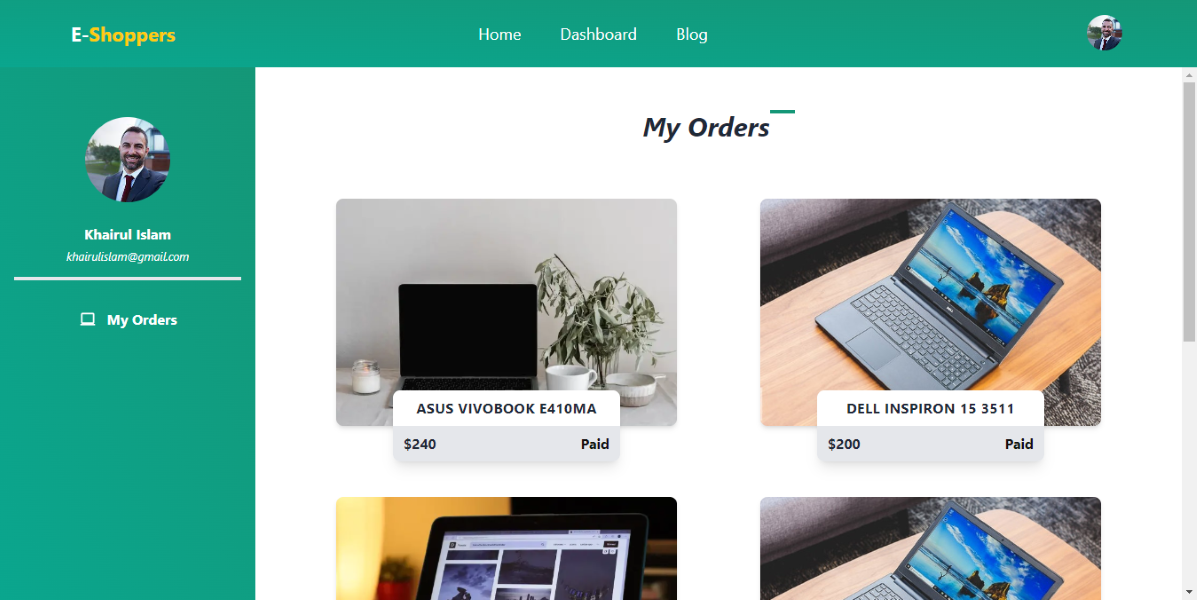 E-Shoppers
Home Dashboard Blog
Khairul Islam
khairulislam@gmail.com
My Orders
My Orders
ASUS VIVOBOOK E410MA
$240 Paid
DELL INSPIRON 15 3511
$200 Paid